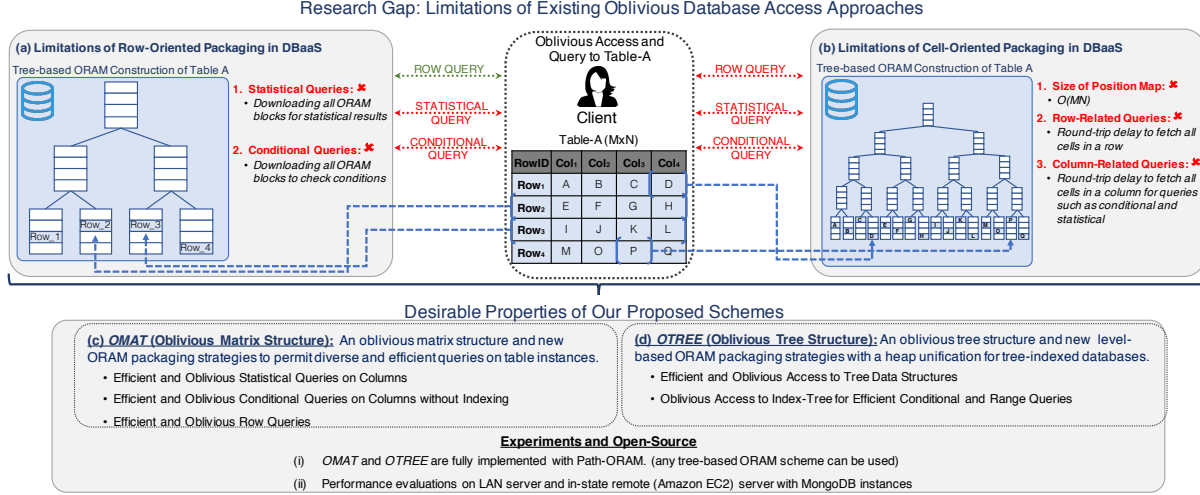 Research Gap: Limitations of Existing Oblivious Database Access Approaches
(a) Limitations of Row-Oriented Packaging in DBaaS
Tree-based ORAM Construction of Table A
1. Statistical Queries: ✖
• Downloading all ORAM
blocks for statistical results
2. Conditional Queries: ✖
• Downloading all ORAM
blocks to check conditions
Row_1
Row_2
Row_3
Row_4
ROW QUERY
STATISTICAL
QUERY
CONDITIONAL
QUERY
Oblivious Access and
Query to Table-A
Client
Table-A (MxN)
RowID Col1 Col2 Col3 Col4
Row1 A B C D
Row2 E F G H
Row3 I J K L
Row4 M O P Q
ROW QUERY
STATISTICAL
QUERY
CONDITIONAL
QUERY
(b) Limitations of Cell-Oriented Packaging in DBaaS
Tree-based ORAM Construction of Table A
1. Size of Position Map: ✖
• O(MN)
2. Row-Related Queries: ✖
• Round-trip delay to fetch all
cells in a row
3. Column-Related Queries: ✖
• Round-trip delay to fetch all
cells in a column for queries
such as conditional and
statistical
A B C D E F G H I J K L M O P Q
Desirable Properties of Our Proposed Schemes
(c) OMAT (Oblivious Matrix Structure): An oblivious matrix structure and new
ORAM packaging strategies to permit diverse and efficient queries on table instances.
• Efficient and Oblivious Statistical Queries on Columns
• Efficient and Oblivious Conditional Queries on Columns without Indexing
• Efficient and Oblivious Row Queries
(d) OTREE (Oblivious Tree Structure): An oblivious tree structure and new level-
based ORAM packaging strategies with a heap unification for tree-indexed databases.
• Efficient and Oblivious Access to Tree Data Structures
• Oblivious Access to Index-Tree for Efficient Conditional and Range Queries
Experiments and Open-Source
(i) OMAT and OTREE are fully implemented with Path-ORAM. (any tree-based ORAM scheme can be used)
(ii) Performance evaluations on LAN server and in-state remote (Amazon EC2) server with MongoDB instances